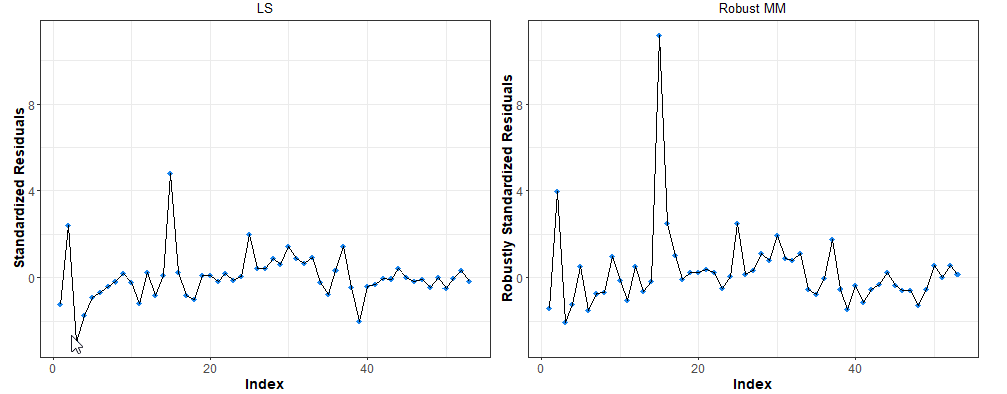 LS
Standardized Residuals
8
4
0
0 20 40
Index
Robust MM
Robustly Standardized Residuals
8
4
0
0 20 40
Index